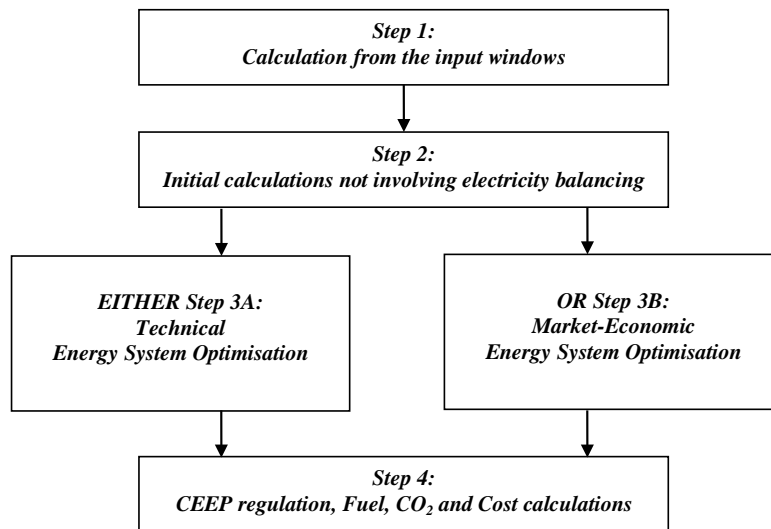 Step 1:
Calculation from the input windows
Step 2:
Initial calculations not involving electricity balancing
EITHER Step 3A:
Technical
Energy System Optimisation
OR Step 3B:
Market-Economic
Energy System Optimisation
Step 4:
CEEP regulation, Fuel, CO₂ and Cost calculations